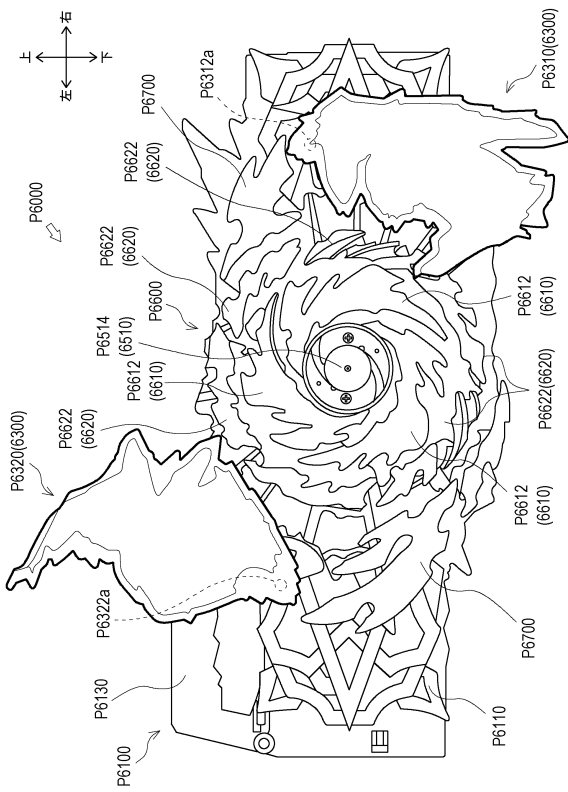 上
下
左
右
P6000
P6310(6300)
P6312a
P6700
P6622
(6620)
P6622
(6620)
P6600
P6514
(6510)
P6612
(6610)
P6622
(6620)
P6320(6300)
P6322a
P6130
P6100
P6612
(6610)
P6622(6620)
P6612
(6610)
P6700
P6110